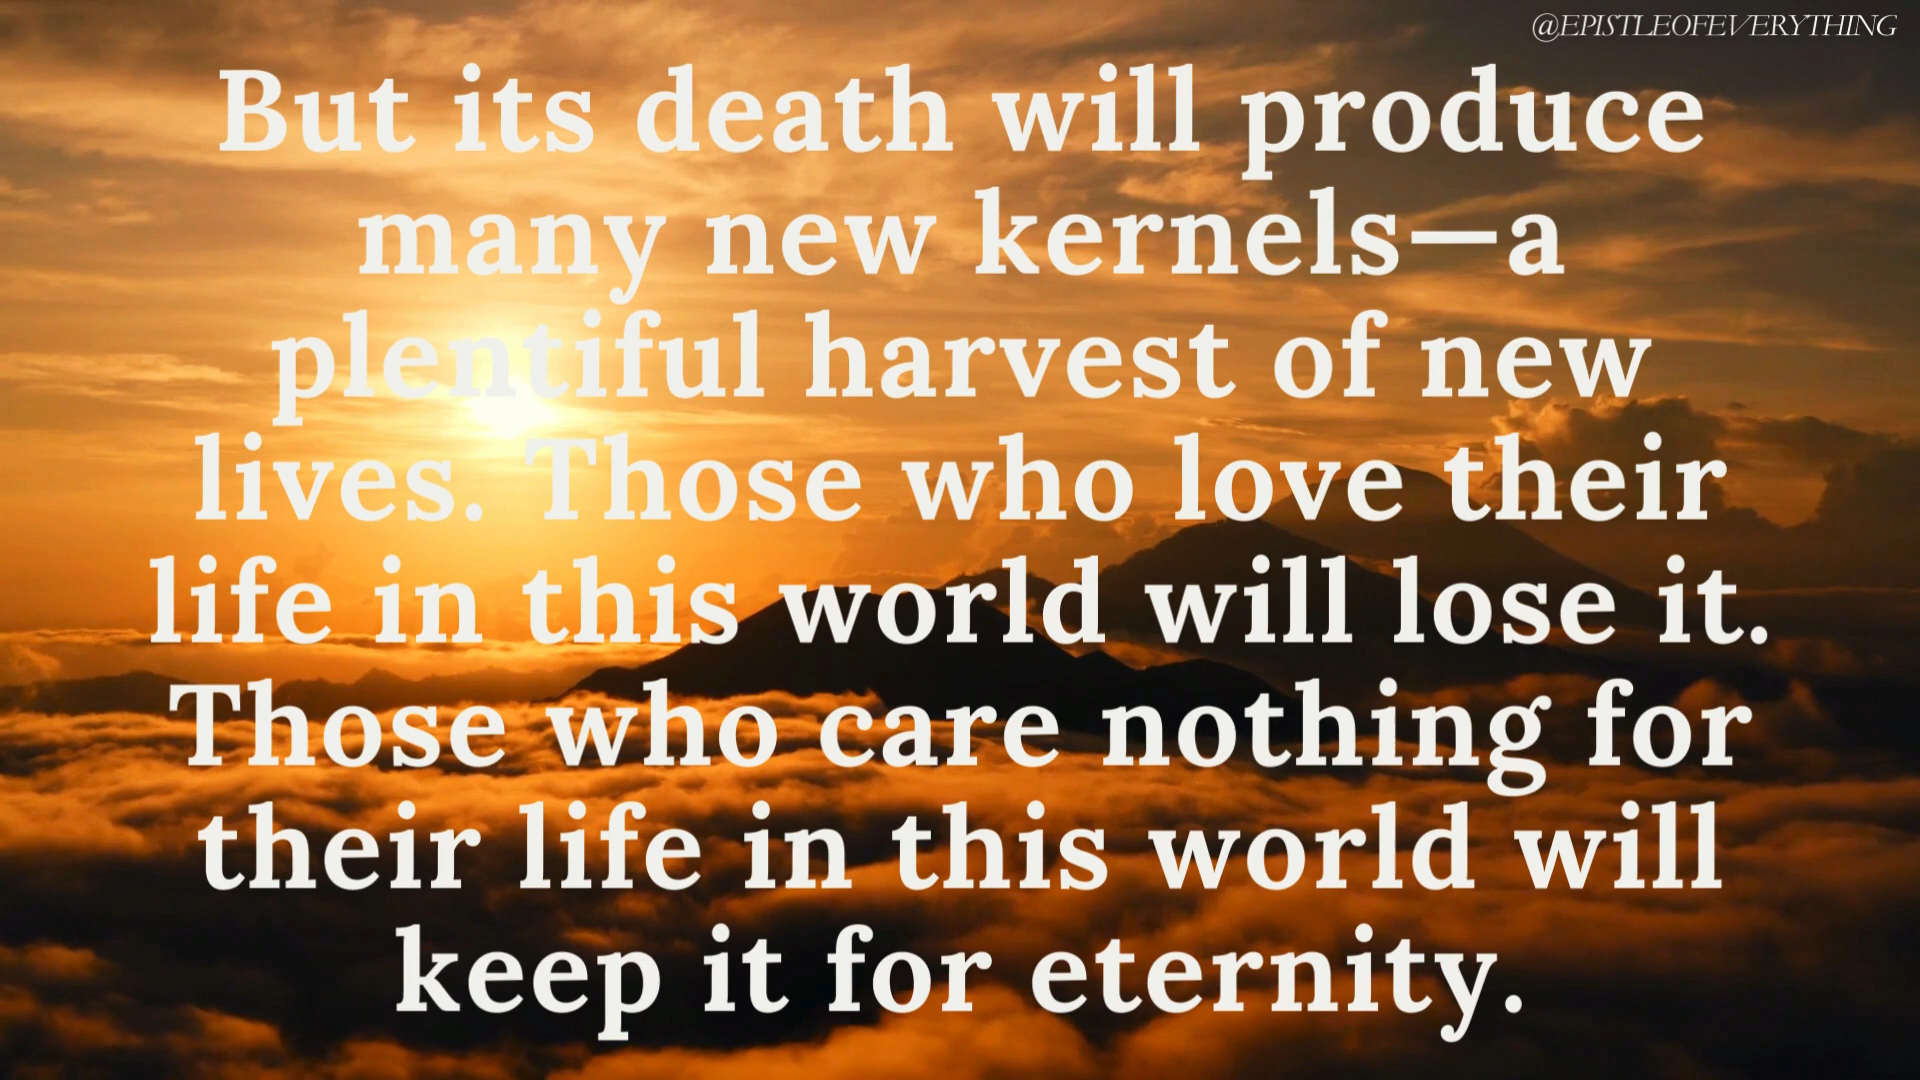 @EPISTLEOFEVERYTHING
But its death will produce
many new kernels—a
plentiful harvest of new
lives. Those who love their
life in this world will lose it.
Those who care nothing for
their life in this world will
keep it for eternity.